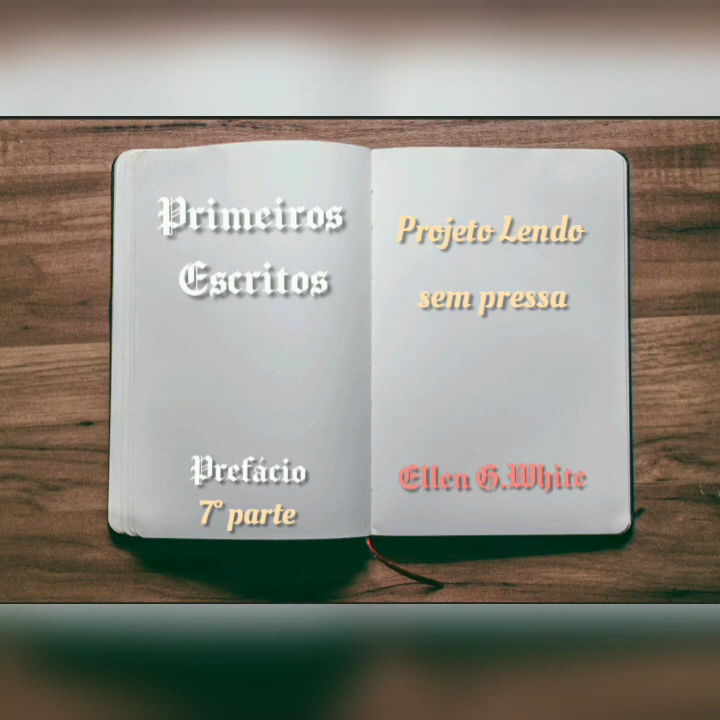 Primeiros
Escritos
Prefácio
7º parte
Projeto Lendo
sem pressa
Ellen G.White